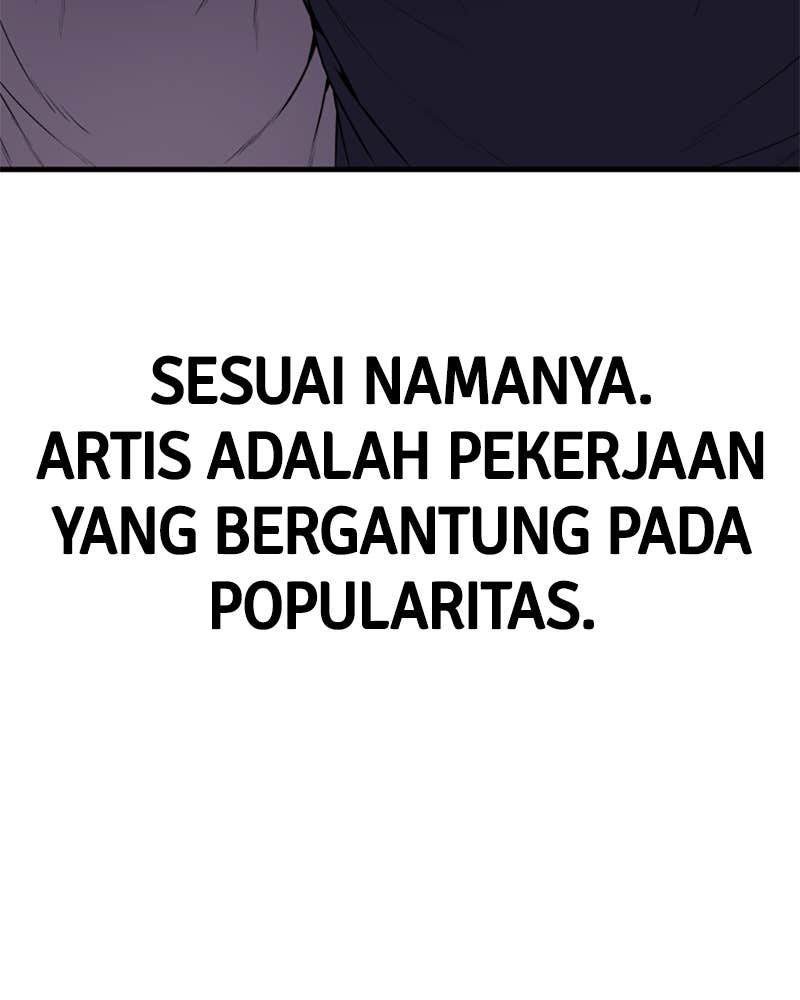 SESUAI NAMANYA.
ARTIS ADALAH PEKERJAAN
YANG BERGANTUNG PADA
POPULARITAS.